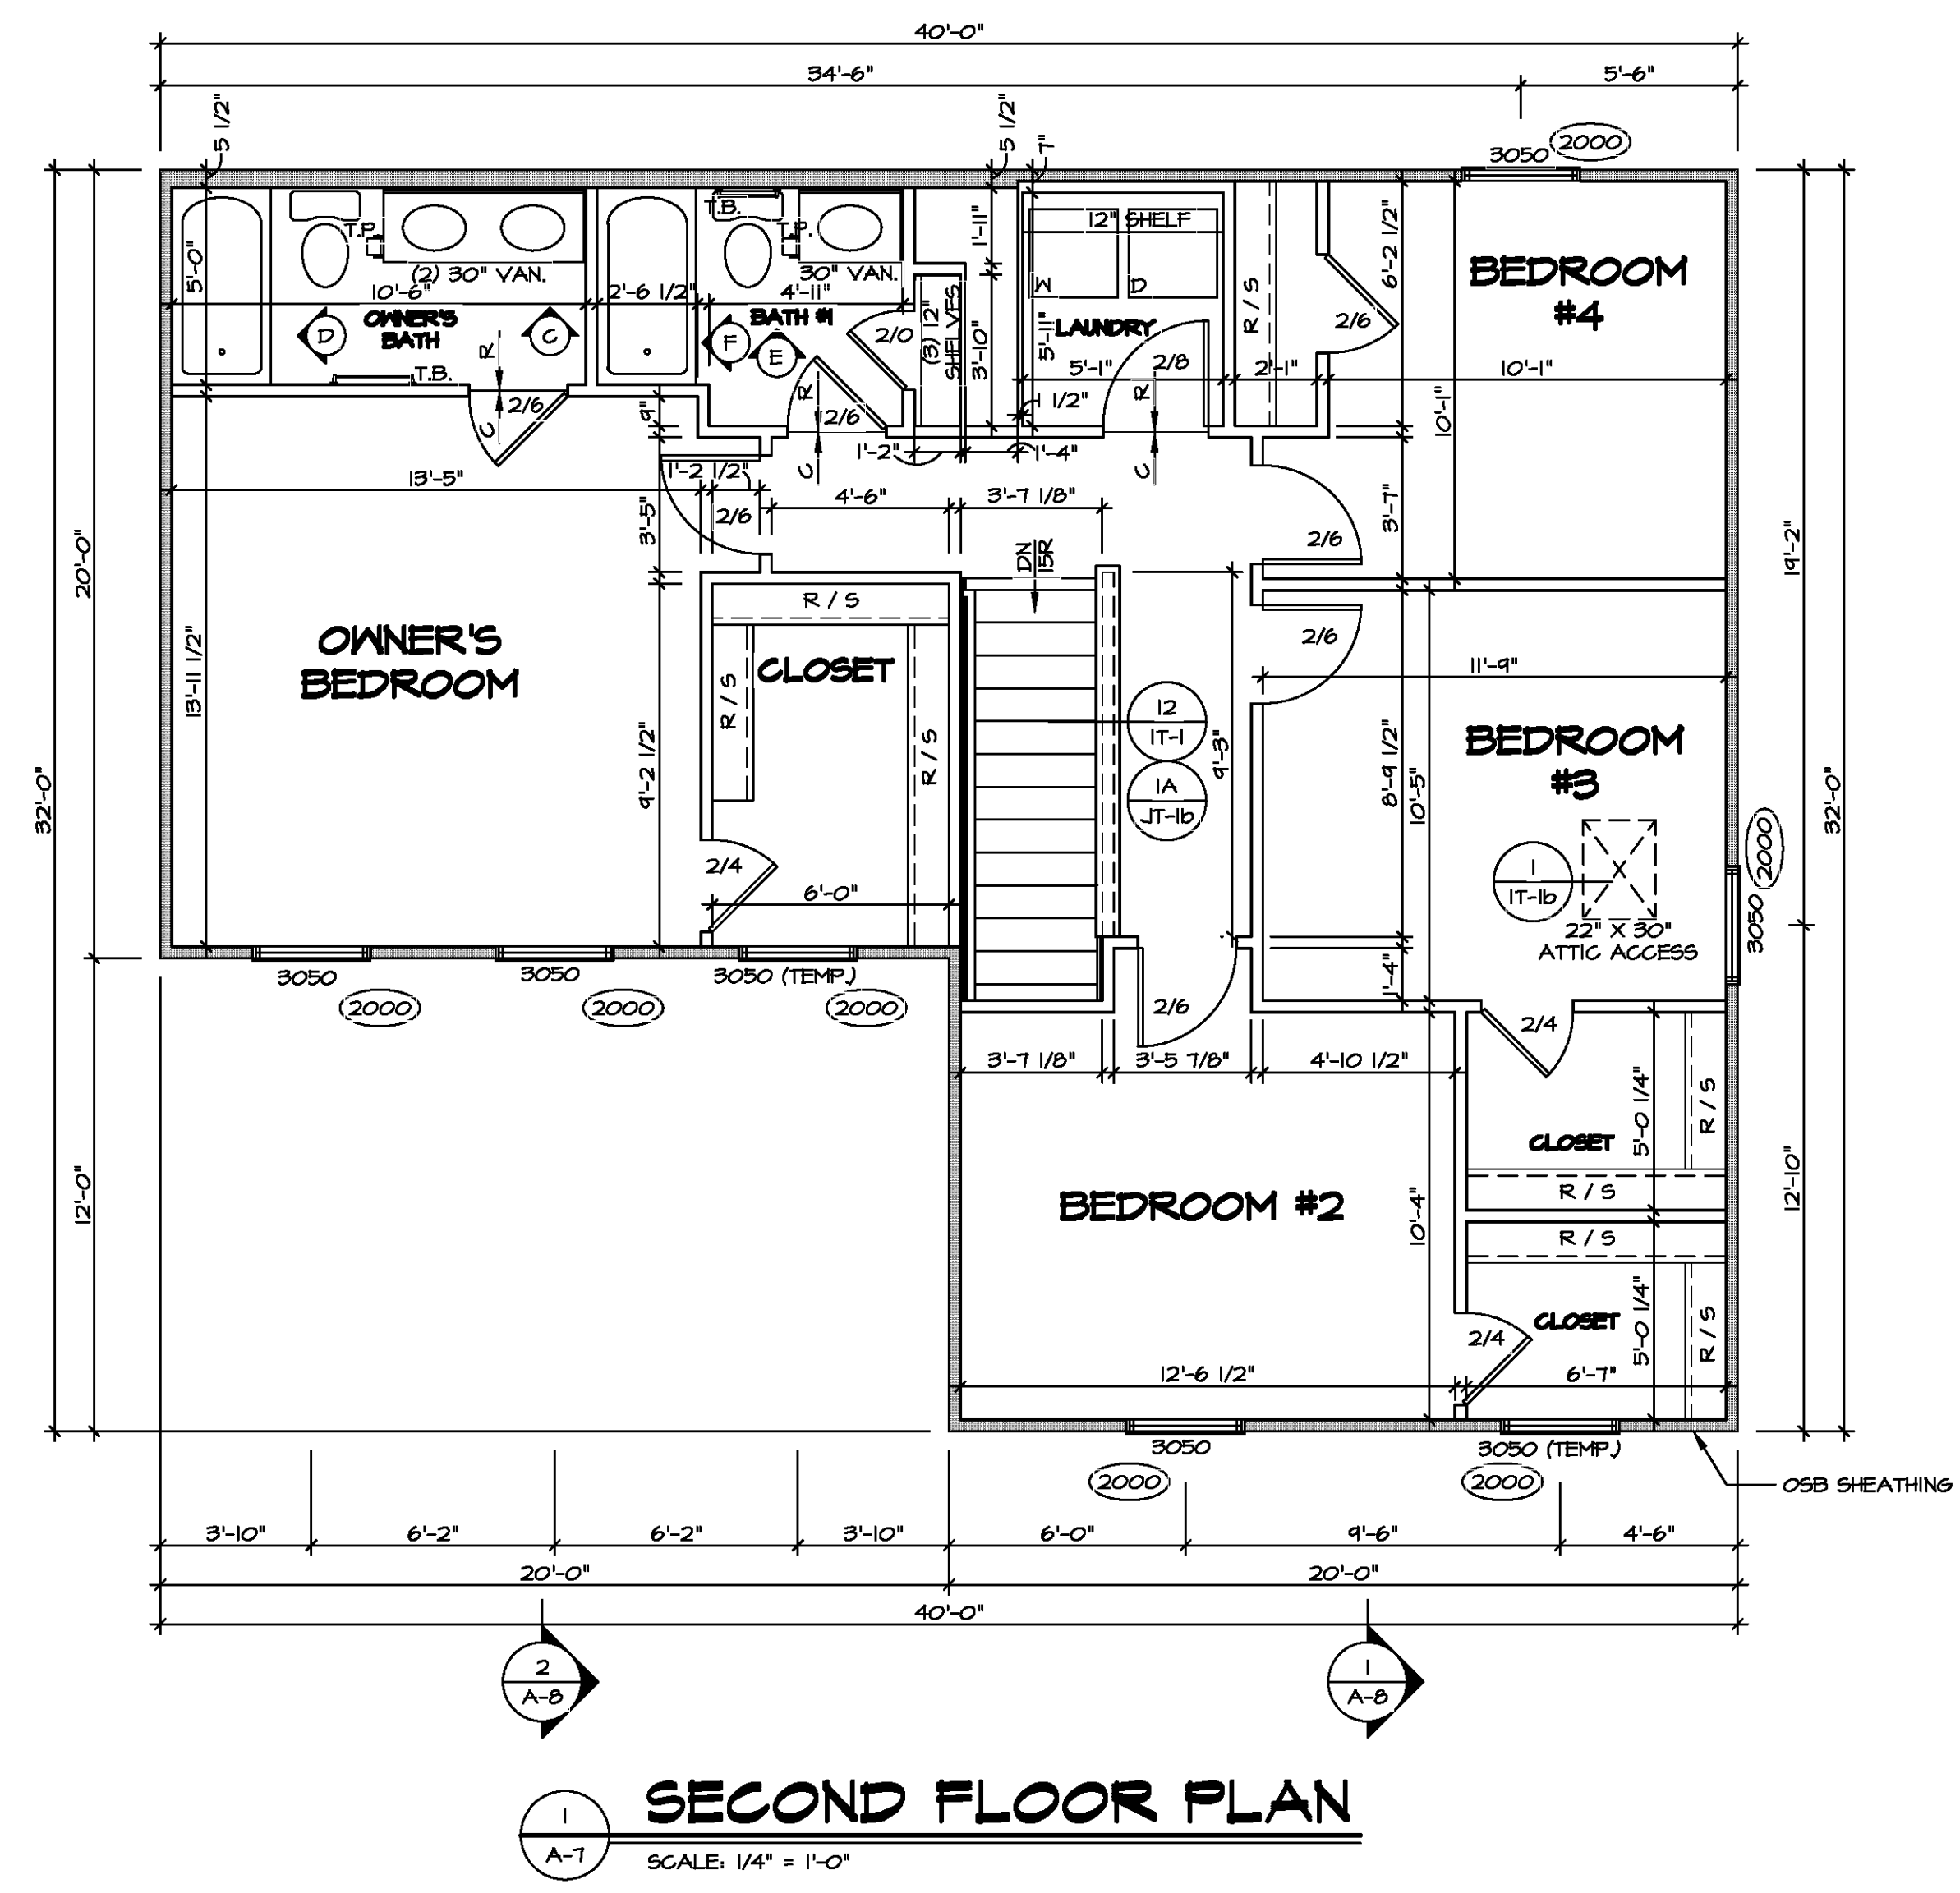 40'-0"
34'-6"
5'-6"
5 1/2"
5 1/2"
7"
3050
2000
T.B.
T.P.
T.P.
12" SHELF
1'-11"
6'-2 1/2"
5'-0"
(2) 30" VAN.
30" VAN.
W
D
R / S
BEDROOM
#4
10'-6"
2'-6 1/2"
4'-11"
OWNER'S
BATH
BATH #1
D
C
F
E
R
2/0
(3) 12"
SHELVES
3'-10"
5'-11"
LAUNDRY
2/6
T.B.
5'-1"
2/8
2'-1"
10'-1"
2/6
C
9"
R
2/6
C
1 1/2"
R
C
10'-1"
1'-2"
1'-4"
13'-5"
1'-2 1/2"
4'-6"
3'-7 1/8"
3'-5"
2/6
3'-7"
2/6
20'-0"
19'-2"
DN
15R
R / S
2/6
OWNER'S
BEDROOM
13'-11 1/2"
CLOSET
R / S
R / S
11'-9"
12
1T-1
1A
JT-1b
9'-3"
9'-2 1/2"
8'-9 1/2"
10'-5"
BEDROOM
#3
32'-0"
32'-0"
2/4
6'-0"
1
1T-1b
X
22" X 30"
ATTIC ACCESS
3050
2000
3050
3050
3050 (TEMP.)
2000
2000
2000
2/6
1'-4"
2/4
3'-7 1/8"
3'-5 7/8"
4'-10 1/2"
5'-0 1/4"
R / S
CLOSET
12'-0"
12'-10"
R / S
BEDROOM #2
10'-4"
R / S
CLOSET
2/4
5'-0 1/4"
R / S
12'-6 1/2"
6'-7"
3050
3050 (TEMP.)
2000
2000
OSB SHEATHING
3'-10"
6'-2"
6'-2"
3'-10"
6'-0"
9'-6"
4'-6"
20'-0"
20'-0"
40'-0"
2
A-8
1
A-8
1
A-7
SECOND FLOOR PLAN
SCALE: 1/4" = 1'-0"